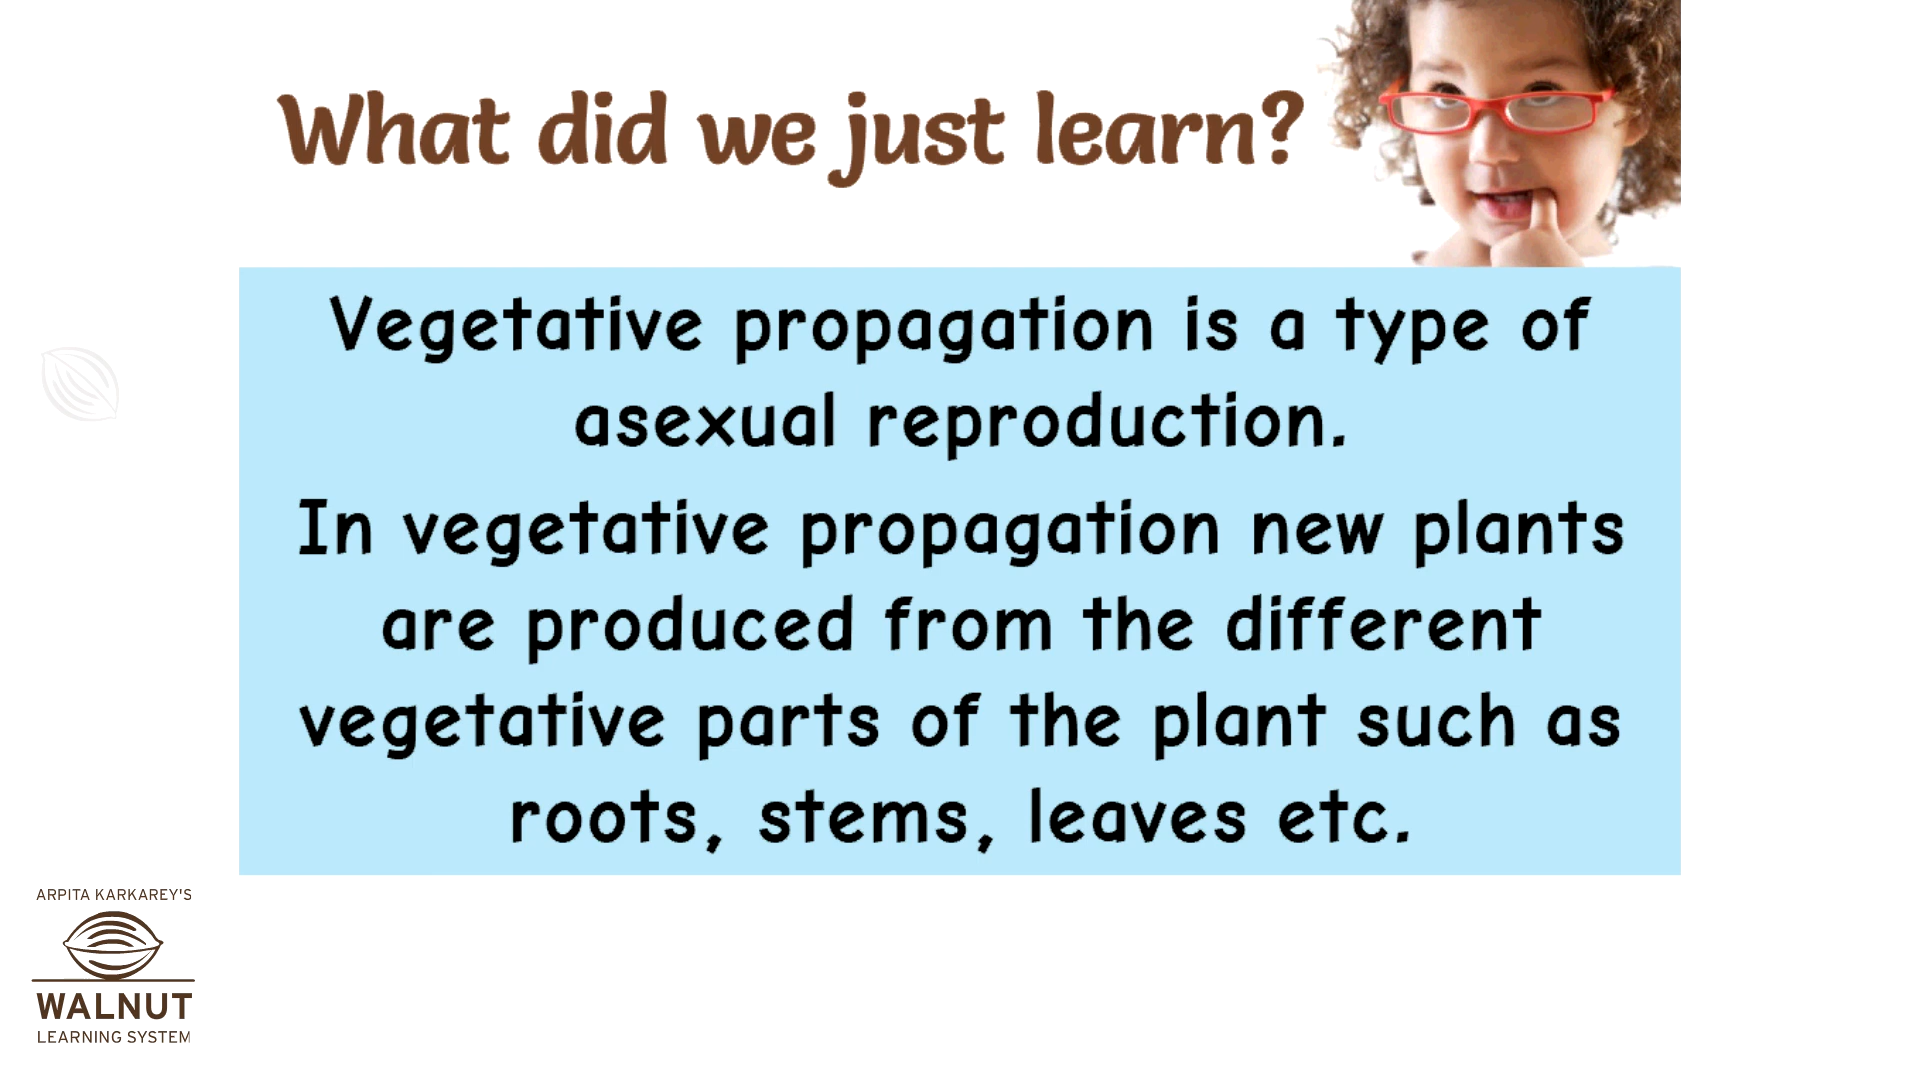 What did we just learn?
Vegetative propagation is a type of
asexual reproduction.
In vegetative propagation new plants
are produced from the different
vegetative parts of the plant such as
roots, stems, leaves etc.
ARPITA KARKAREY'S
WALNUT
LEARNING SYSTEM